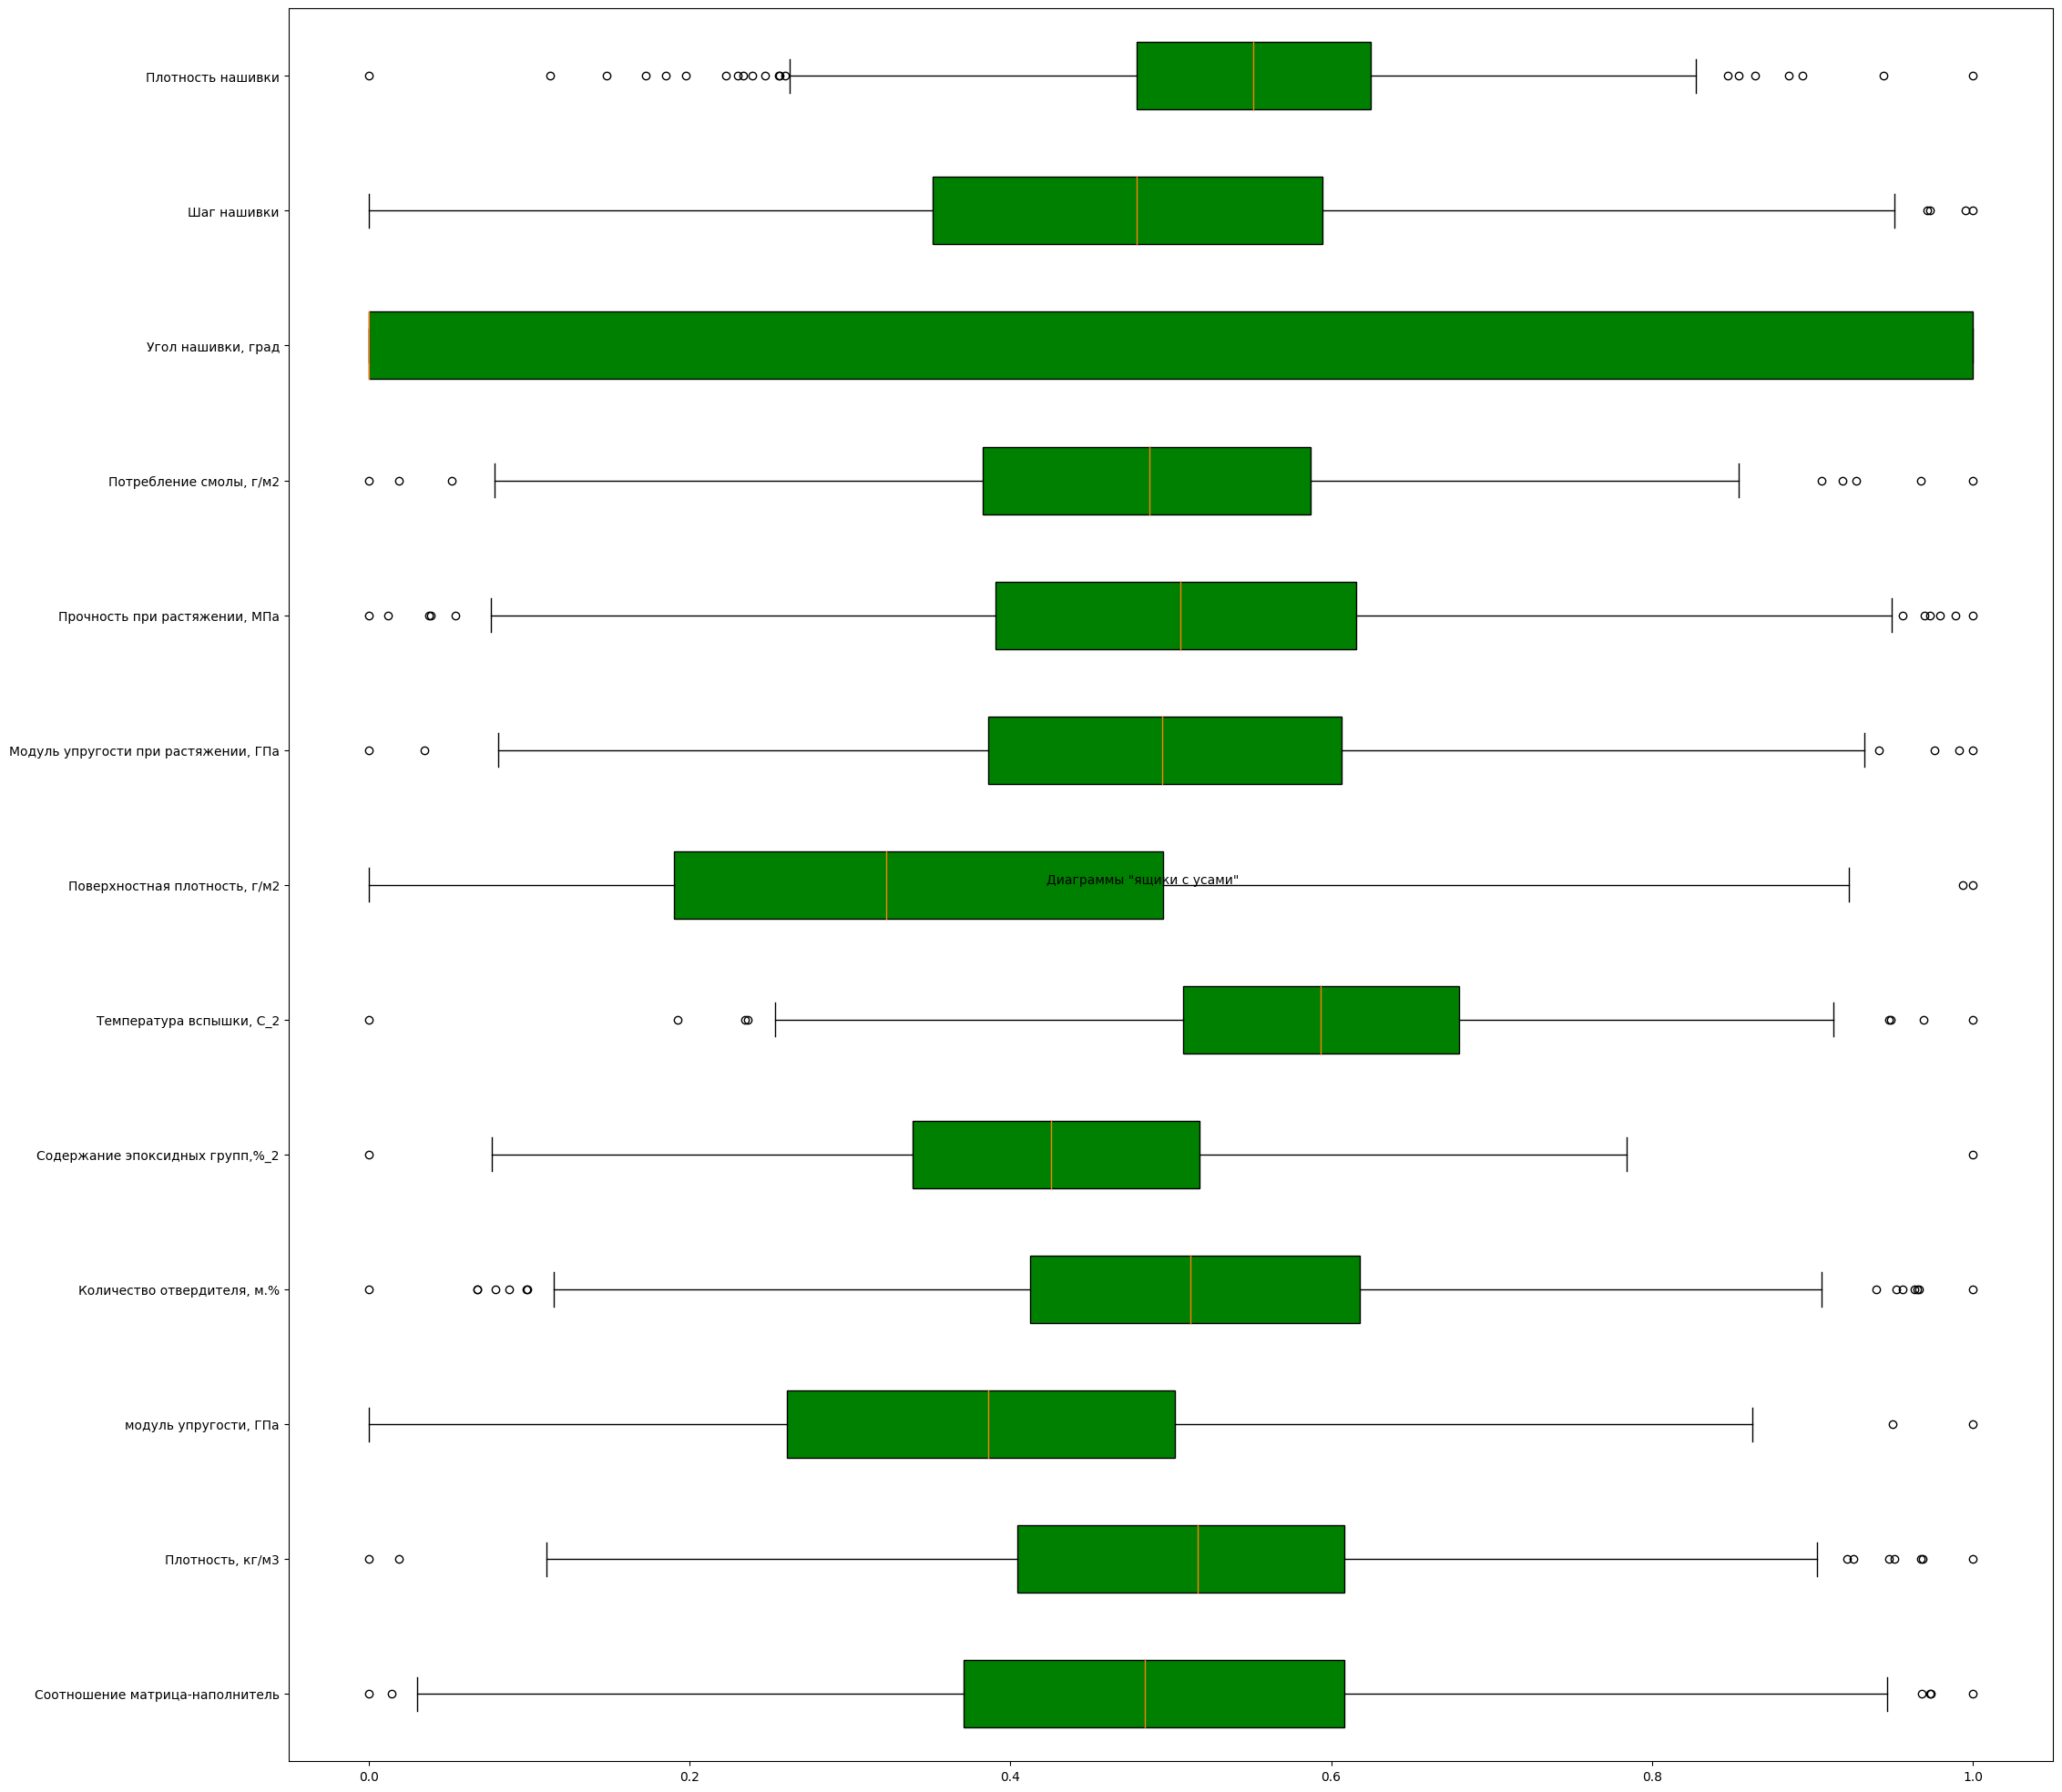 Плотность нашивки
Шаг нашивки
Угол нашивки, град
Потребление смолы, г/м2
Прочность при растяжении, МПа
Модуль упругости при растяжении, ГПа
Поверхностная плотность, г/м2
Диаграммы "ящики с усами"
Температура вспышки, С_2
Содержание эпоксидных групп,%_2
Количество отвердителя, м.%
модуль упругости, ГПа
Плотность, кг/м3
Соотношение матрица-наполнитель
0.0 0.2 0.4 0.6 0.8 1.0